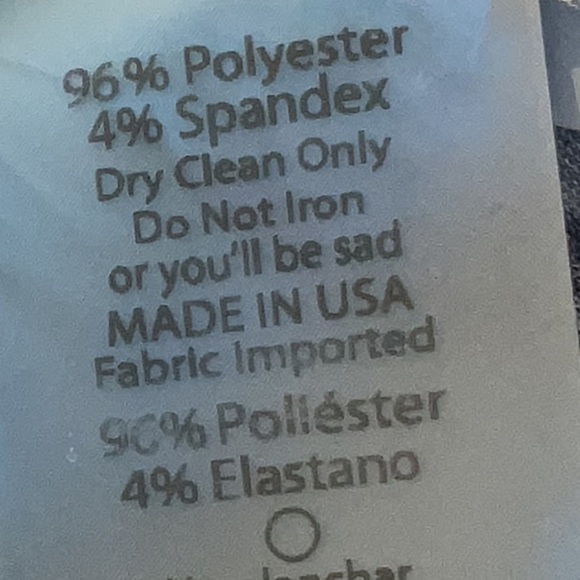 96% Polyester
4% Spandex
Dry Clean Only
Do Not Iron
or you'll be sad
MADE IN USA
Fabric Imported
96% Poliéster
4% Elastano